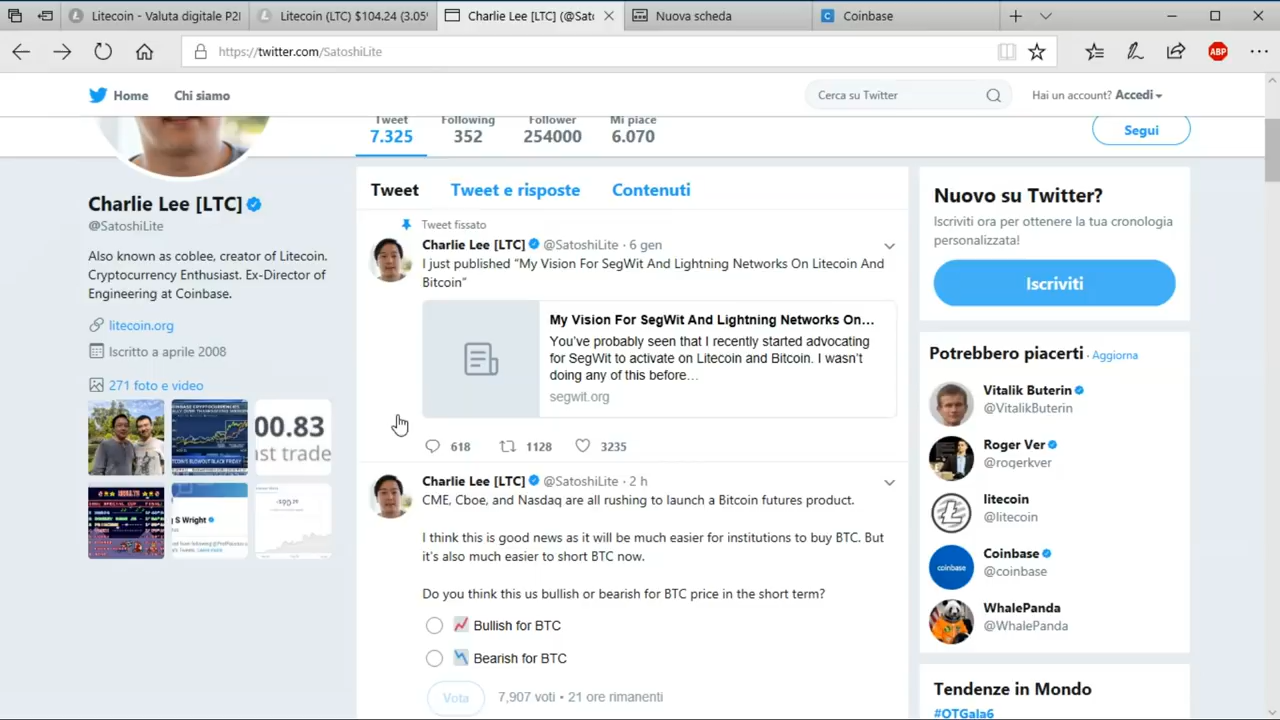 Litecoin - Valuta digitale P2I
Litecoin (LTC) $104.24 (3.05%
Charlie Lee [LTC] (@Sato
Nuova scheda
Coinbase
https://twitter.com/SatoshiLite
ABP
Home
Chi siamo
Cerca su Twitter
Hai un account? Accedi
Tweet
7.325
Following
352
Follower
254000
Mi piace
6.070
Segui
Charlie Lee [LTC]
@SatoshiLite
Also known as coblee, creator of Litecoin.
Cryptocurrency Enthusiast. Ex-Director of
Engineering at Coinbase.
litecoin.org
Iscritto a aprile 2008
271 foto e video
00.83
ast trade
g S Wright
Tweet
Tweet e risposte
Contenuti
Tweet fissato
Charlie Lee [LTC] @SatoshiLite · 6 gen
I just published “My Vision For SegWit And Lightning Networks On Litecoin And
Bitcoin”
My Vision For SegWit And Lightning Networks On...
You’ve probably seen that I recently started advocating
for SegWit to activate on Litecoin and Bitcoin. I wasn’t
doing any of this before…
segwit.org
618
1128
3235
Charlie Lee [LTC] @SatoshiLite · 2 h
CME, Cboe, and Nasdaq are all rushing to launch a Bitcoin futures product.
I think this is good news as it will be much easier for institutions to buy BTC. But
it’s also much easier to short BTC now.
Do you think this us bullish or bearish for BTC price in the short term?
Bullish for BTC
Bearish for BTC
Vota
7,907 voti • 21 ore rimanenti
Nuovo su Twitter?
Iscriviti ora per ottenere la tua cronologia
personalizzata!
Iscriviti
Potrebbero piacerti · Aggiorna
Vitalik Buterin
@VitalikButerin
Roger Ver
@rogerkver
litecoin
@litecoin
coinbase
Coinbase
@coinbase
WhalePanda
@WhalePanda
Tendenze in Mondo
#OTGala6